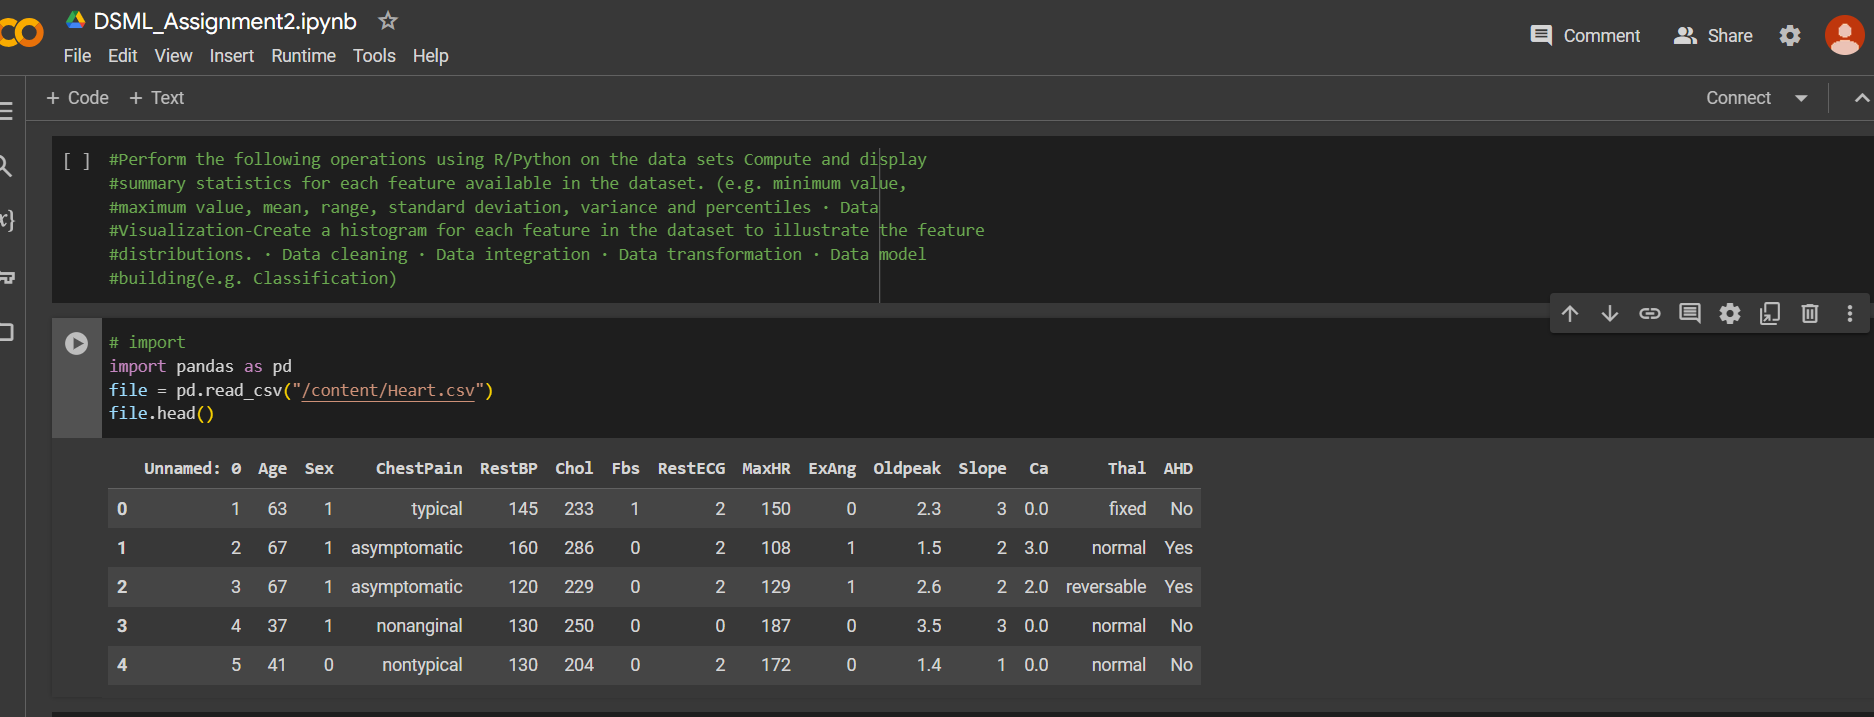 DSML_Assignment2.ipynb
File Edit View Insert Runtime Tools Help
Comment Share
+ Code + Text
Connect
[ ] #Perform the following operations using R/Python on the data sets Compute and display
#summary statistics for each feature available in the dataset. (e.g. minimum value,
#maximum value, mean, range, standard deviation, variance and percentiles · Data
#Visualization-Create a histogram for each feature in the dataset to illustrate the feature
#distributions. · Data cleaning · Data integration · Data transformation · Data model
#building(e.g. Classification)
# import
import pandas as pd
file = pd.read_csv("/content/Heart.csv")
file.head()
Unnamed: 0 Age Sex ChestPain RestBP Chol Fbs RestECG MaxHR ExAng Oldpeak Slope Ca Thal AHD
0 1 63 1 typical 145 233 1 2 150 0 2.3 3 0.0 fixed No
1 2 67 1 asymptomatic 160 286 0 2 108 1 1.5 2 3.0 normal Yes
2 3 67 1 asymptomatic 120 229 0 2 129 1 2.6 2 2.0 reversable Yes
3 4 37 1 nonanginal 130 250 0 0 187 0 3.5 3 0.0 normal No
4 5 41 0 nontypical 130 204 0 2 172 0 1.4 1 0.0 normal No